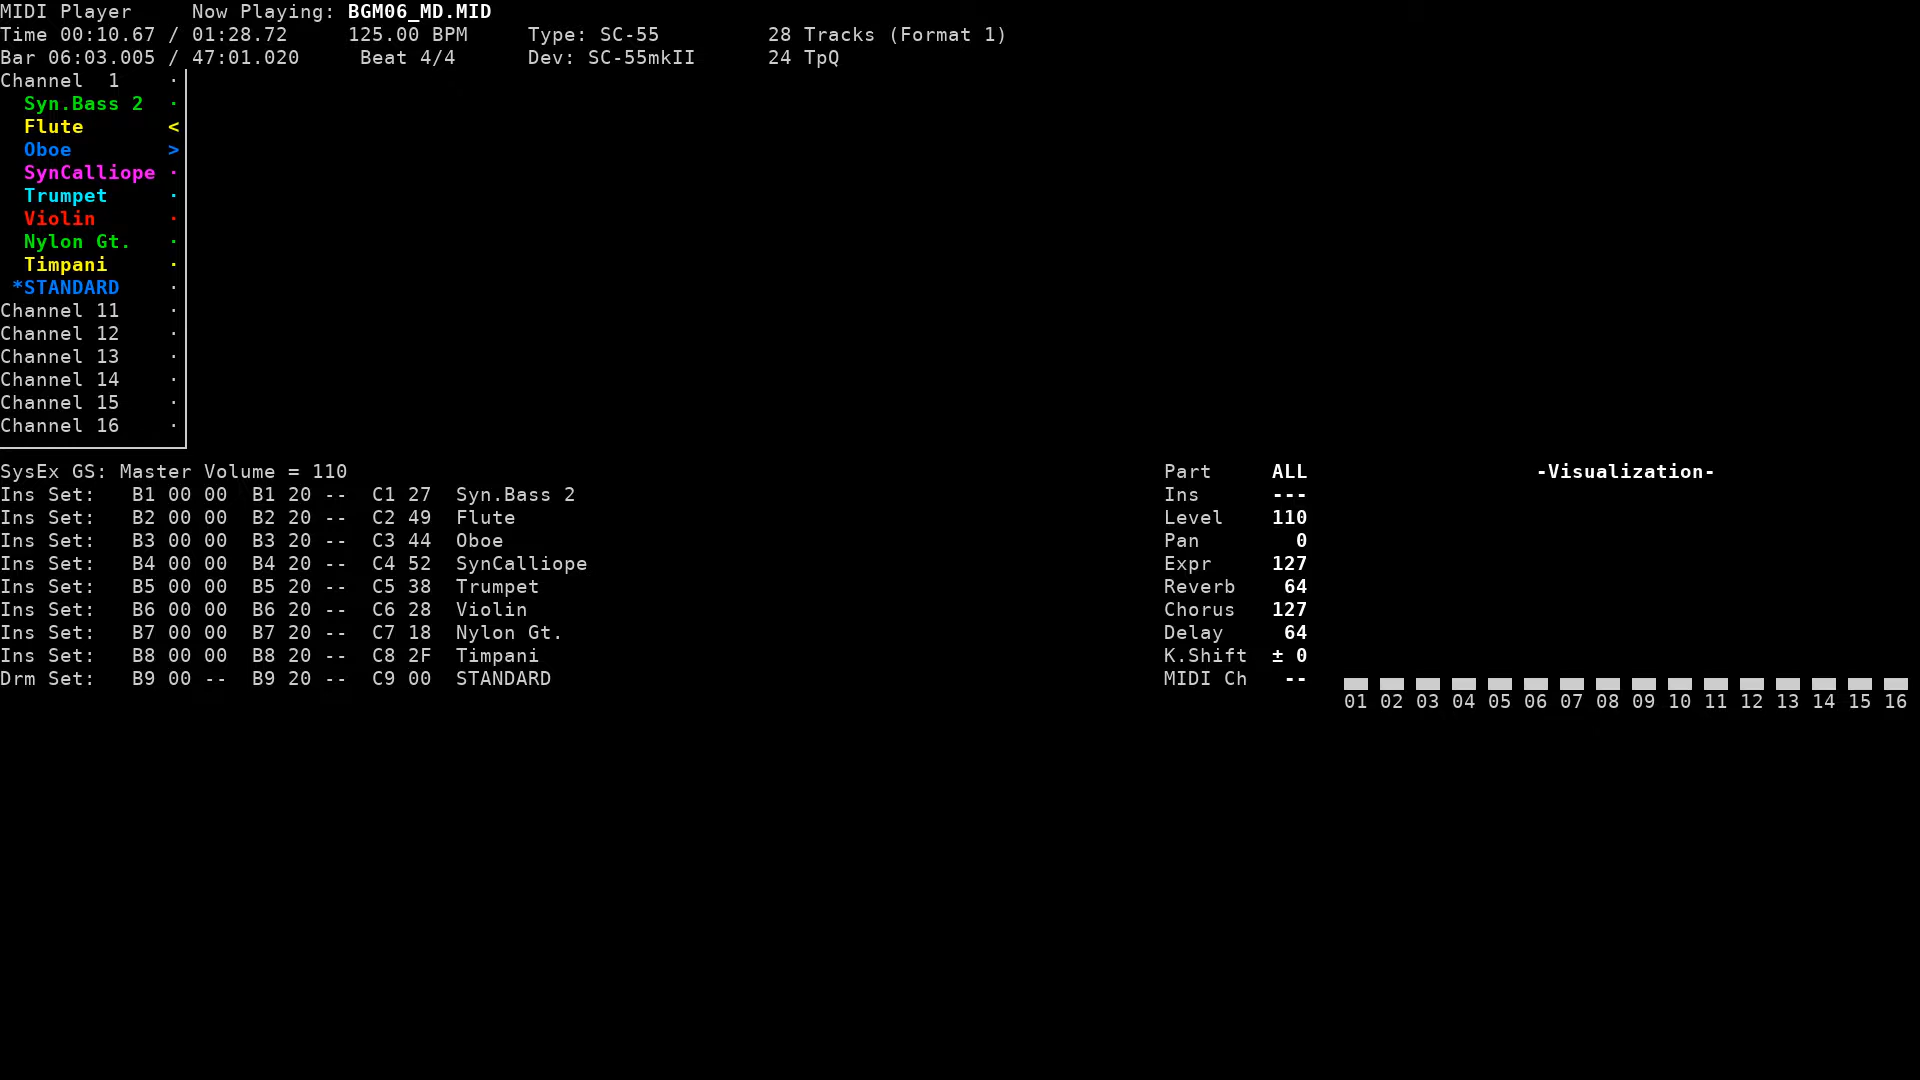 MIDI Player     Now Playing: BGM06_MD.MID
Time 00:10.67 / 01:28.72     125.00 BPM     Type: SC-55         28 Tracks (Format 1)
Bar 06:03.005 / 47:01.020     Beat 4/4      Dev: SC-55mkII      24 TpQ
Channel  1    ·
Syn.Bass 2  ·
Flute       <
Oboe        >
SynCalliope ·
Trumpet     ·
Violin      ·
Nylon Gt.   ·
Timpani     ·
*STANDARD    ·
Channel 11    ·
Channel 12    ·
Channel 13    ·
Channel 14    ·
Channel 15    ·
Channel 16    ·
SysEx GS: Master Volume = 110
Ins Set:   B1 00 00  B1 20 --  C1 27  Syn.Bass 2
Ins Set:   B2 00 00  B2 20 --  C2 49  Flute
Ins Set:   B3 00 00  B3 20 --  C3 44  Oboe
Ins Set:   B4 00 00  B4 20 --  C4 52  SynCalliope
Ins Set:   B5 00 00  B5 20 --  C5 38  Trumpet
Ins Set:   B6 00 00  B6 20 --  C6 28  Violin
Ins Set:   B7 00 00  B7 20 --  C7 18  Nylon Gt.
Ins Set:   B8 00 00  B8 20 --  C8 2F  Timpani
Drm Set:   B9 00 --  B9 20 --  C9 00  STANDARD
Part     ALL
Ins      ---
Level    110
Pan        0
Expr     127
Reverb    64
Chorus   127
Delay     64
K.Shift  ± 0
MIDI Ch   --
-Visualization-
01 02 03 04 05 06 07 08 09 10 11 12 13 14 15 16